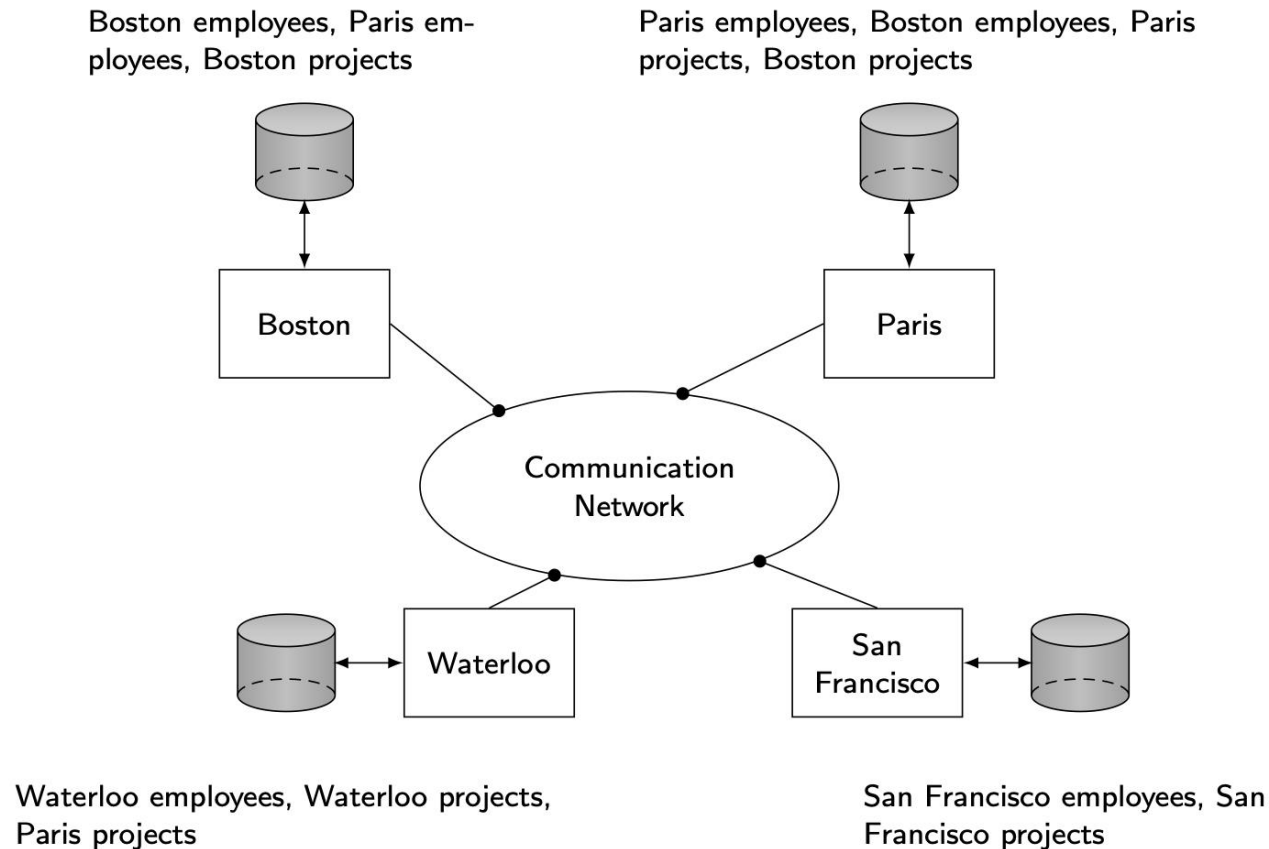 Boston employees, Paris em-
ployees, Boston projects
Paris employees, Boston employees, Paris
projects, Boston projects
Boston
Paris
Communication
Network
Waterloo
San
Francisco
Waterloo employees, Waterloo projects,
Paris projects
San Francisco employees, San
Francisco projects